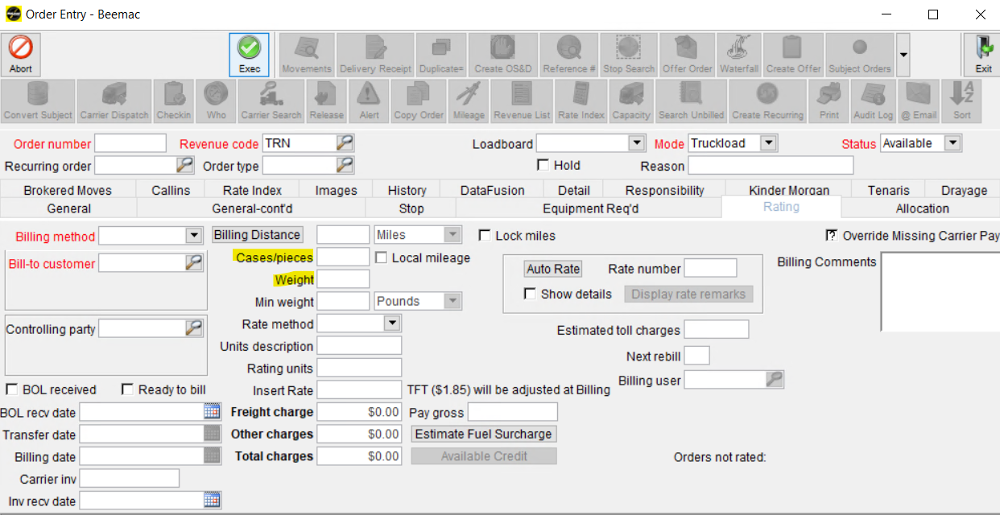 Order Entry - Beemac
Abort Exec Movements Delivery Receipt Duplicate= Create OS&D Reference # Stop Search Offer Order Waterfall Create Offer Subject Orders Exit
Convert Subject Carrier Dispatch Checkin Who Carrier Search Release Alert Copy Order Mileage Revenue List Rate Index Capacity Search Unbilled Create Recurring Print Audit Log @ Email Sort
Order number Revenue code TRN Loadboard Mode Truckload Status Available
Recurring order Order type Hold Reason
Brokered Moves Callins Rate Index Images History DataFusion Detail Responsibility Kinder Morgan Tenaris Drayage
General General-cont'd Stop Equipment Req'd Rating Allocation
Billing method Billing Distance Miles Lock miles Override Missing Carrier Pay
Bill-to customer Cases/pieces Local mileage Auto Rate Rate number Billing Comments
Weight
Min weight Pounds Show details Display rate remarks
Controlling party Rate method Estimated toll charges
Units description Next rebill
Rating units Billing user
BOL received Ready to bill Insert Rate TFT ($1.85) will be adjusted at Billing
BOL recv date Freight charge $0.00 Pay gross
Transfer date Other charges $0.00 Estimate Fuel Surcharge
Billing date Total charges $0.00 Available Credit Orders not rated:
Carrier inv
Inv recv date